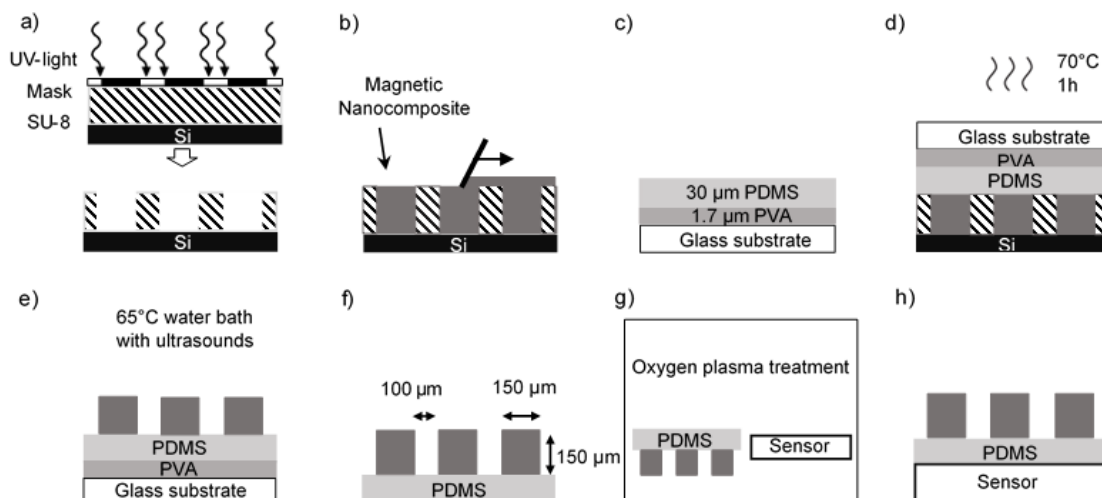 a)
UV-light
Mask
SU-8
Si
Si
b)
Magnetic
Nanocomposite
Si
c)
30 µm PDMS
1.7 µm PVA
Glass substrate
d)
70°C
1h
Glass substrate
PVA
PDMS
Si
e)
65°C water bath
with ultrasounds
PDMS
PVA
Glass substrate
f)
100 µm
150 µm
150 µm
PDMS
g)
Oxygen plasma treatment
PDMS
Sensor
h)
PDMS
Sensor